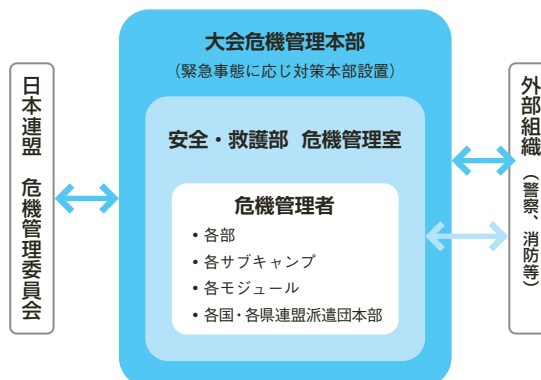 大会危機管理本部
（緊急事態に応じ対策本部設置）
日本連盟 危機管理委員会
安全・救護部 危機管理室
危機管理者
・各部
・各サブキャンプ
・各モジュール
・各国・各県連盟派遣団本部
外部組織（警察、消防等）